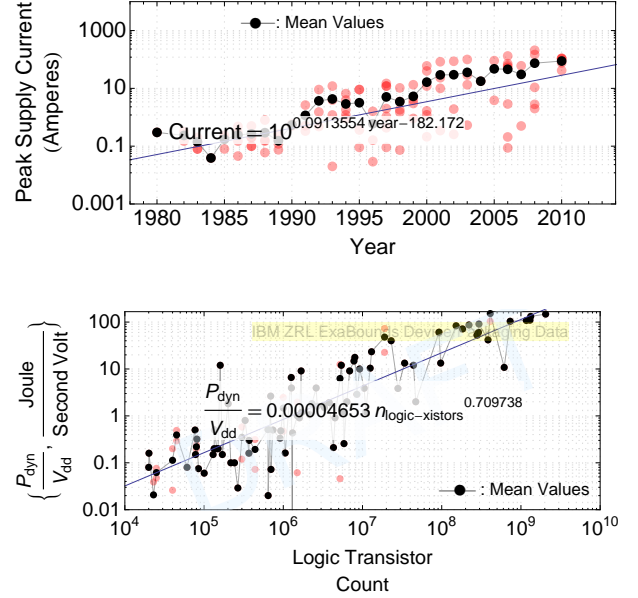 : Mean Values
Peak Supply Current
(Amperes)
1000
10
0.1
0.001
Current = 10^0.0913554 year−182.172
1980 1985 1990 1995 2000 2005 2010
Year
{P_dyn/V_dd, Joule/Second Volt}
100
10
1
0.1
0.01
IBM ZRL ExaBounds Device Scaling Data
P_dyn/V_dd = 0.00004653 n_logic−xistors^0.709738
: Mean Values
10^4 10^5 10^6 10^7 10^8 10^9 10^10
Logic Transistor
Count